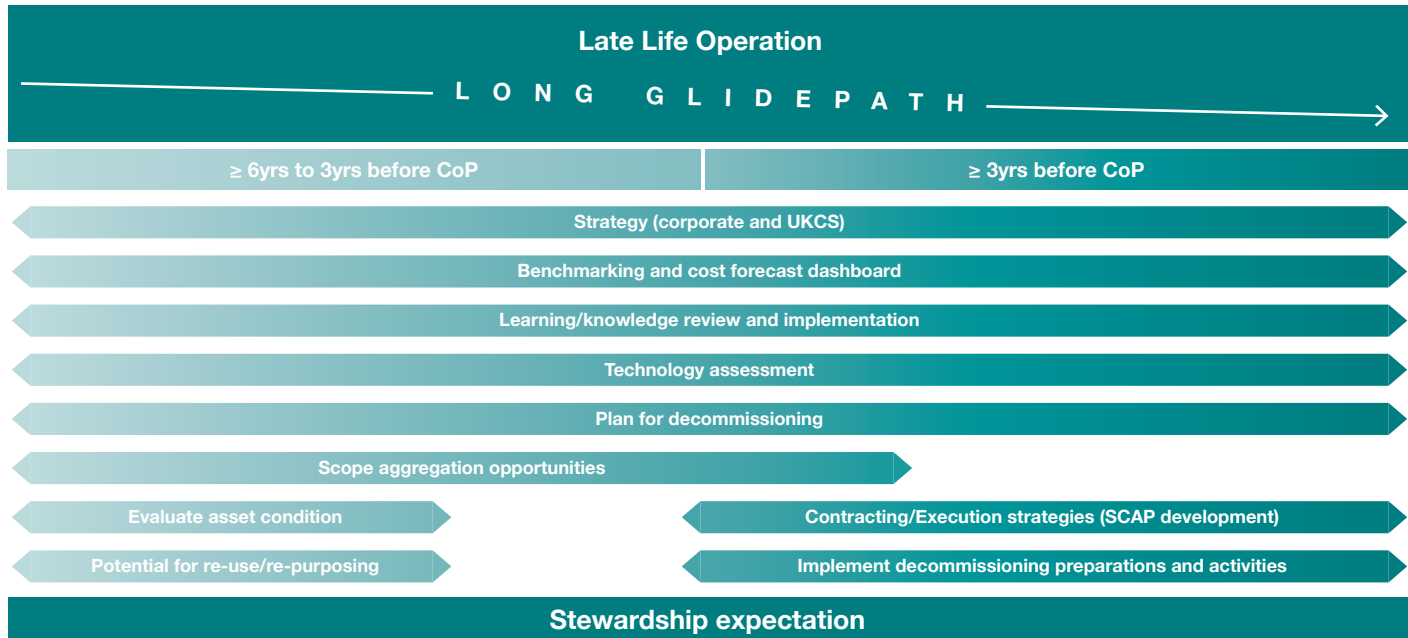 Late Life Operation
LONG GLIDEPATH
≥ 6yrs to 3yrs before CoP
≥ 3yrs before CoP
Strategy (corporate and UKCS)
Benchmarking and cost forecast dashboard
Learning/knowledge review and implementation
Technology assessment
Plan for decommissioning
Scope aggregation opportunities
Evaluate asset condition
Contracting/Execution strategies (SCAP development)
Potential for re-use/re-purposing
Implement decommissioning preparations and activities
Stewardship expectation